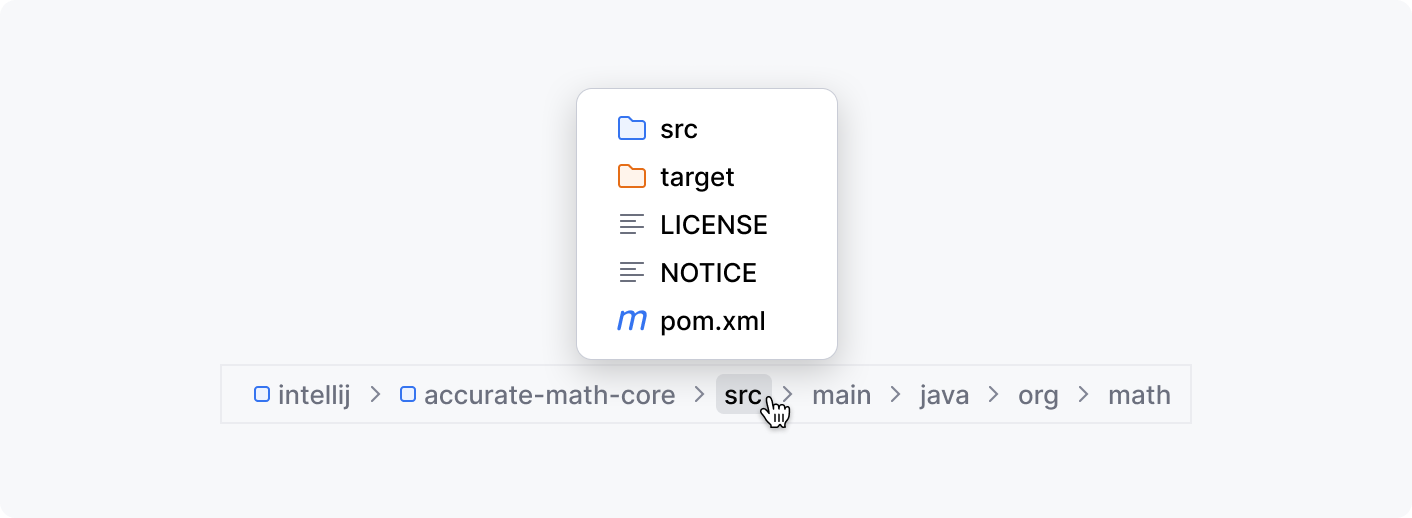 src
target
LICENSE
NOTICE
m pom.xml
intellij > accurate-math-core > src > main > java > org > math